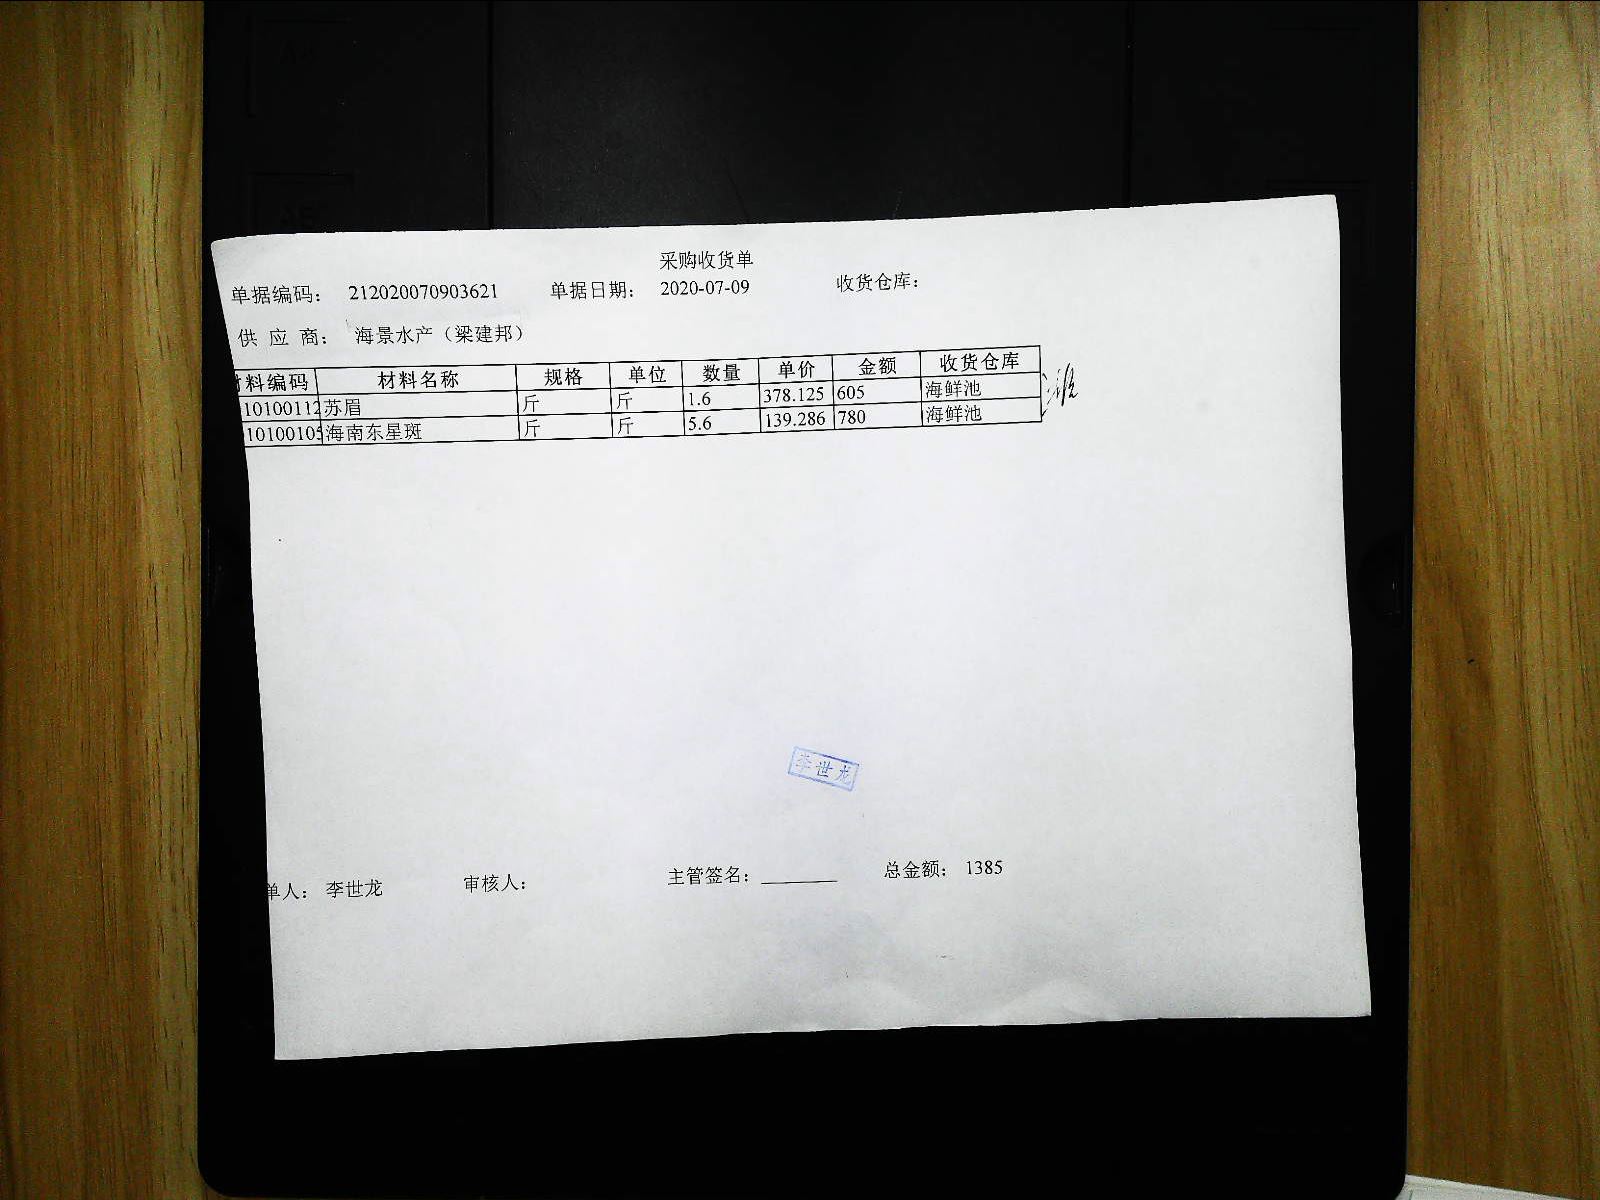 采购收货单
单据编码： 212020070903621 单据日期： 2020-07-09 收货仓库：
供 应 商： 海景水产（梁建邦）
材料编码 材料名称 规格 单位 数量 单价 金额 收货仓库
10100112 苏眉 斤 斤 1.6 378.125 605 海鲜池
10100105 海南东星斑 斤 斤 5.6 139.286 780 海鲜池
李世龙
单人： 李世龙 审核人： 主管签名：________ 总金额： 1385